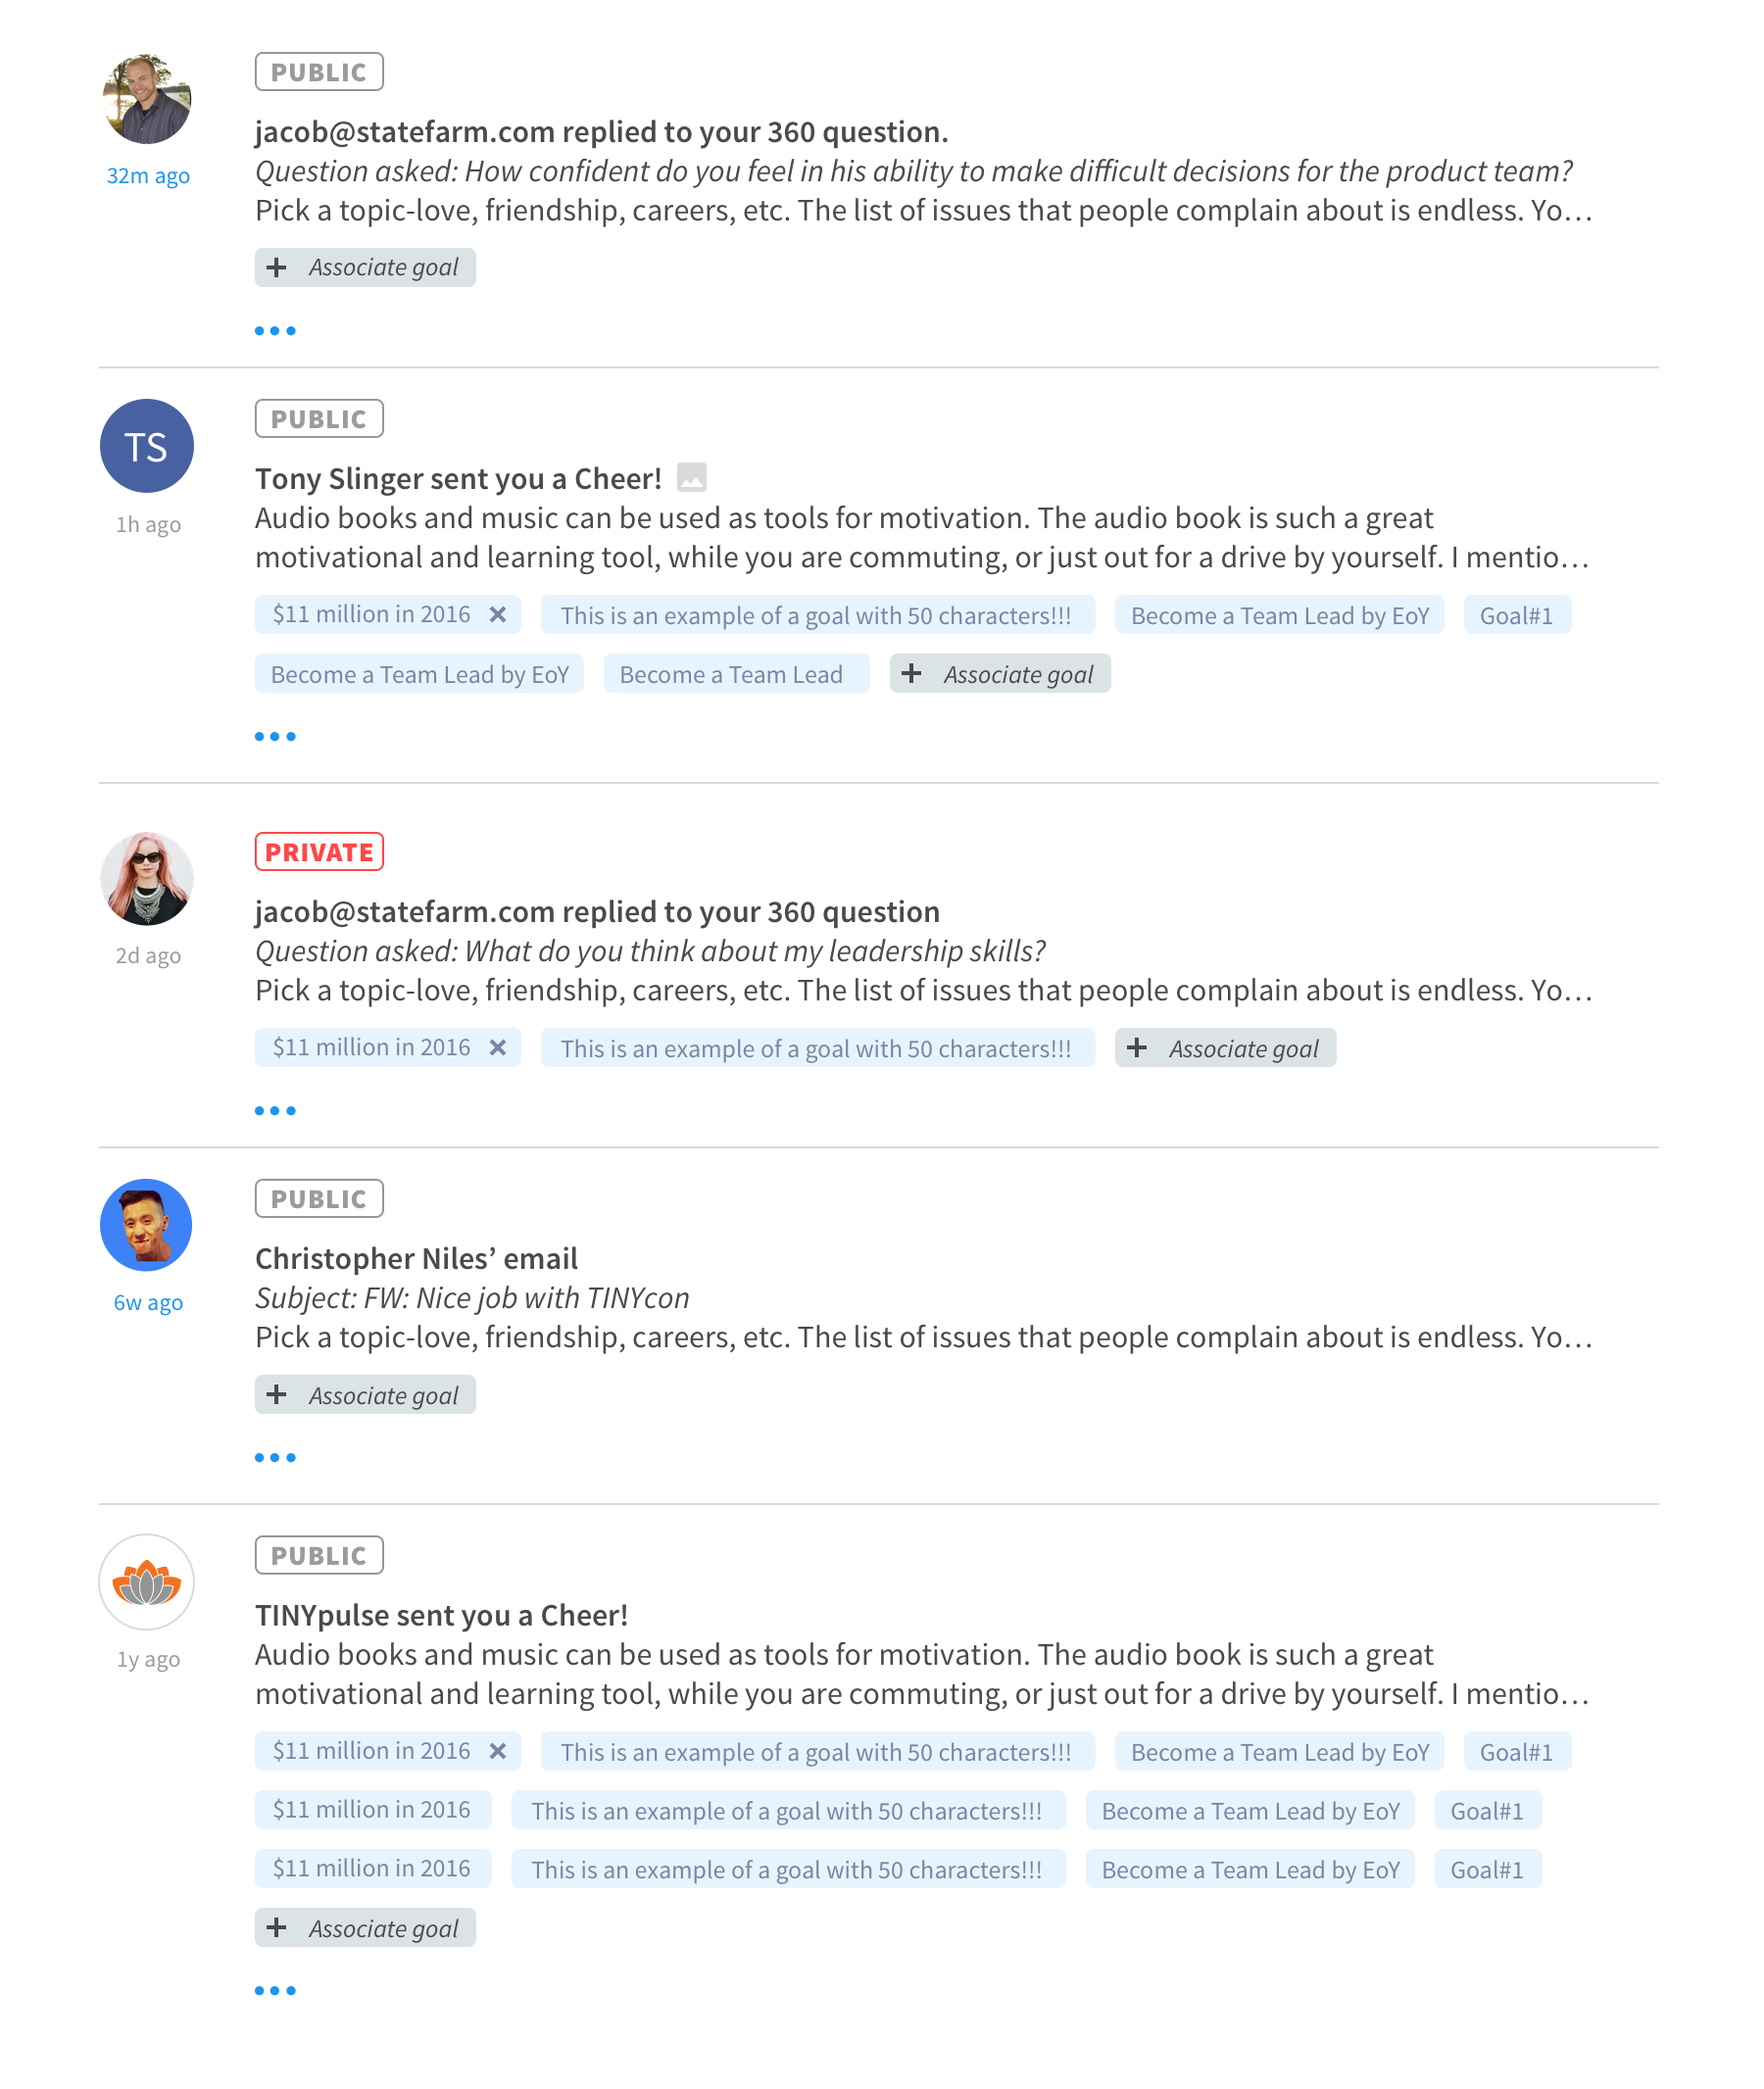 PUBLIC
jacob@statefarm.com replied to your 360 question.
32m ago
Question asked: How confident do you feel in his ability to make difficult decisions for the product team?
Pick a topic-love, friendship, careers, etc. The list of issues that people complain about is endless. Yo…
+ Associate goal
PUBLIC
TS
Tony Slinger sent you a Cheer!
1h ago
Audio books and music can be used as tools for motivation. The audio book is such a great
motivational and learning tool, while you are commuting, or just out for a drive by yourself. I mentio…
$11 million in 2016 × This is an example of a goal with 50 characters!!! Become a Team Lead by EoY Goal#1
Become a Team Lead by EoY Become a Team Lead + Associate goal
PRIVATE
jacob@statefarm.com replied to your 360 question
2d ago
Question asked: What do you think about my leadership skills?
Pick a topic-love, friendship, careers, etc. The list of issues that people complain about is endless. Yo…
$11 million in 2016 × This is an example of a goal with 50 characters!!! + Associate goal
PUBLIC
Christopher Niles’ email
6w ago
Subject: FW: Nice job with TINYcon
Pick a topic-love, friendship, careers, etc. The list of issues that people complain about is endless. Yo…
+ Associate goal
PUBLIC
TINYpulse sent you a Cheer!
1y ago
Audio books and music can be used as tools for motivation. The audio book is such a great
motivational and learning tool, while you are commuting, or just out for a drive by yourself. I mentio…
$11 million in 2016 × This is an example of a goal with 50 characters!!! Become a Team Lead by EoY Goal#1
$11 million in 2016 This is an example of a goal with 50 characters!!! Become a Team Lead by EoY Goal#1
$11 million in 2016 This is an example of a goal with 50 characters!!! Become a Team Lead by EoY Goal#1
+ Associate goal